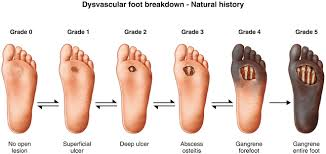 Dysvascular foot breakdown - Natural history
Grade 0
Grade 1
Grade 2
Grade 3
Grade 4
Grade 5
No open
lesion
Superficial
ulcer
Deep ulcer
Abscess
osteitis
Gangrene
forefoot
Gangrene
entire foot